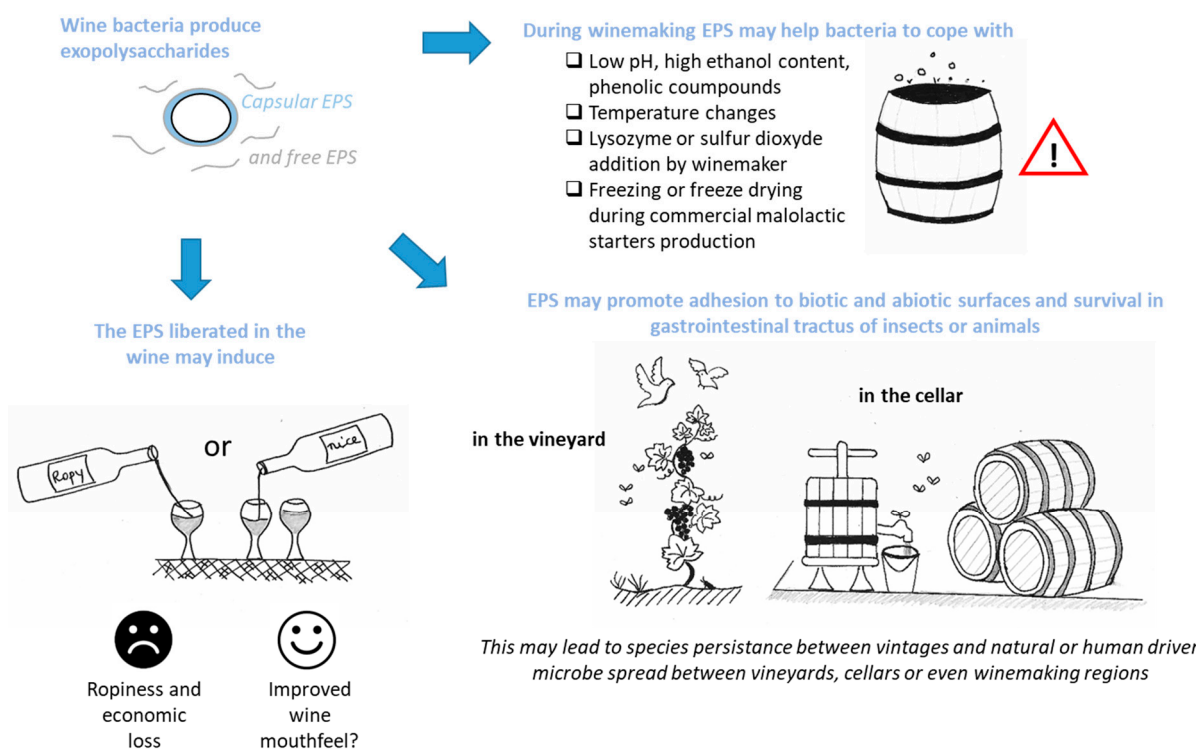 Wine bacteria produce
exopolysaccharides
Capsular EPS
and free EPS
During winemaking EPS may help bacteria to cope with
Low pH, high ethanol content,
phenolic coumpounds
Temperature changes
Lysozyme or sulfur dioxyde
addition by winemaker
Freezing or freeze drying
during commercial malolactic
starters production
!
The EPS liberated in the
wine may induce
Ropy
or
nice
Ropiness and
economic
loss
Improved
wine
mouthfeel?
EPS may promote adhesion to biotic and abiotic surfaces and survival in
gastrointestinal tractus of insects or animals
in the vineyard
in the cellar
This may lead to species persistance between vintages and natural or human driven
microbe spread between vineyards, cellars or even winemaking regions